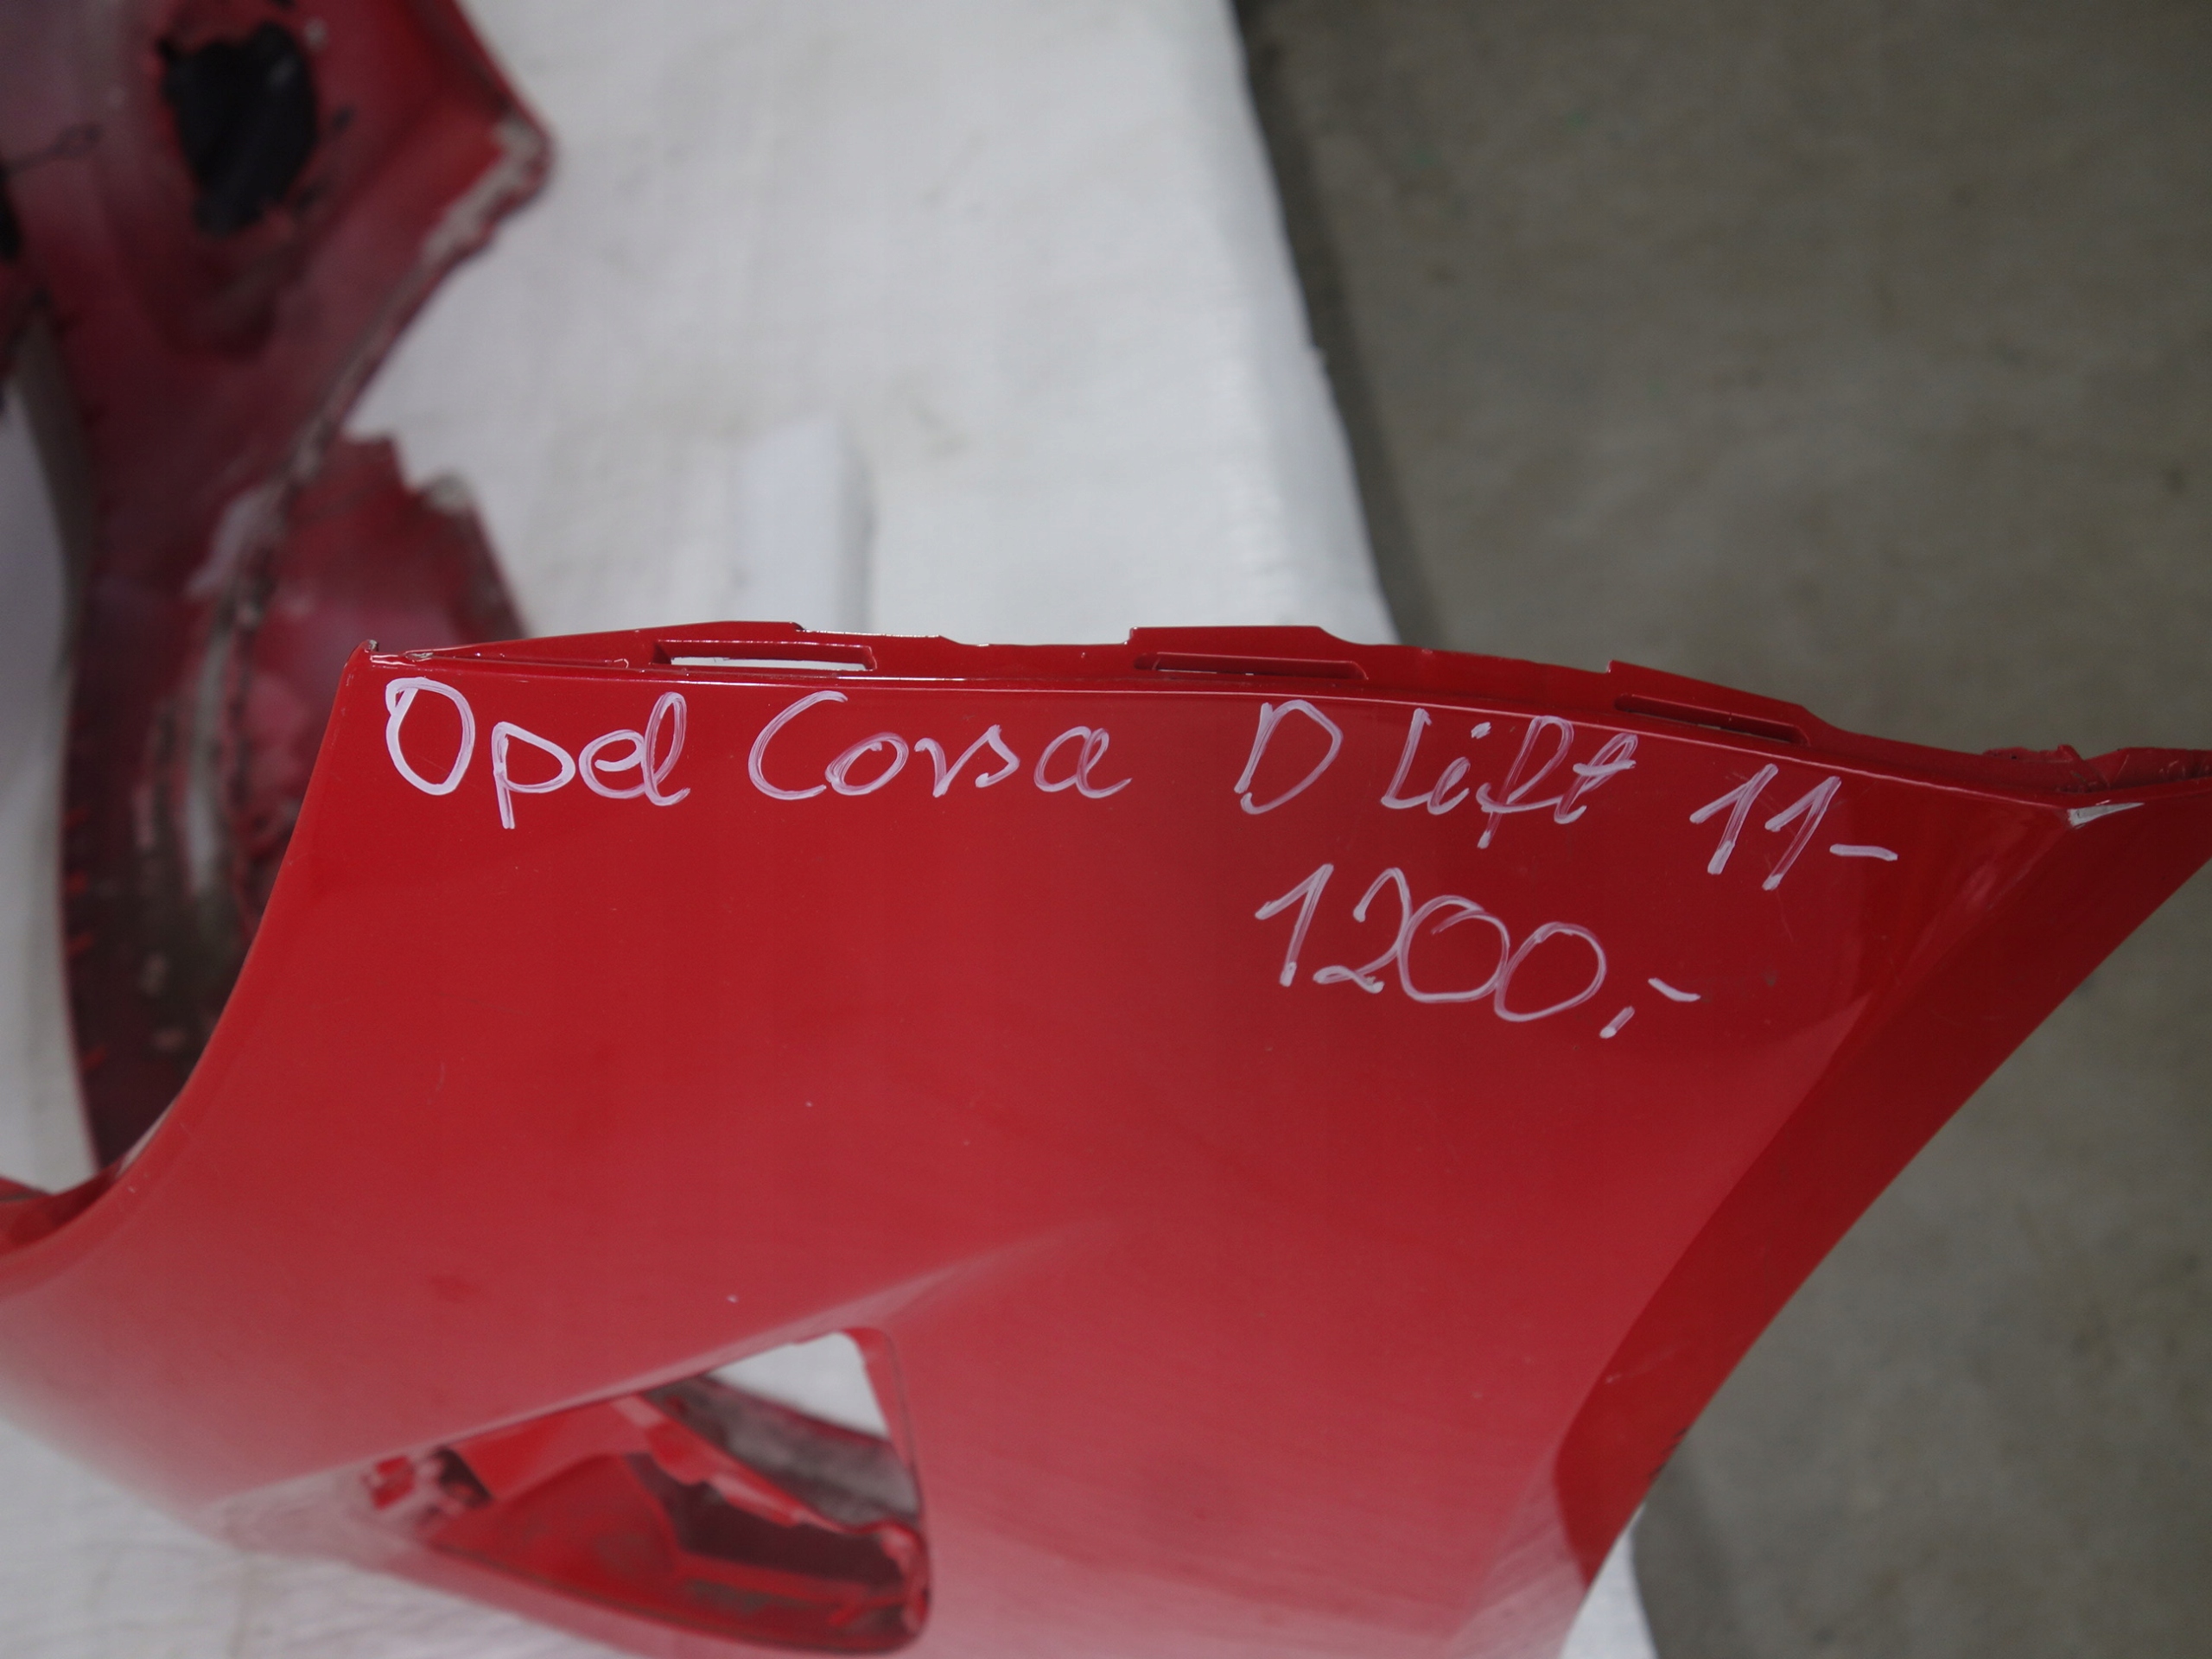 Opel Corsa D Lift 11-
1200,-